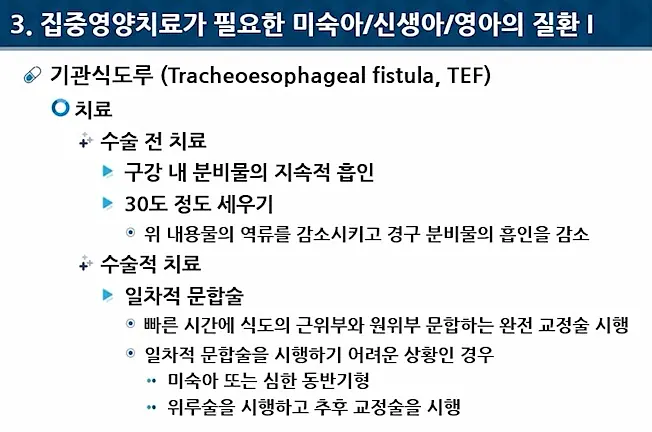 3. 집중영양치료가 필요한 미숙아/신생아/영아의 질환 I
기관식도루 (Tracheoesophageal fistula, TEF)
치료
수술 전 치료
구강 내 분비물의 지속적 흡인
30도 정도 세우기
위 내용물의 역류를 감소시키고 경구 분비물의 흡인을 감소
수술적 치료
일차적 문합술
빠른 시간에 식도의 근위부와 원위부 문합하는 완전 교정술 시행
일차적 문합술을 시행하기 어려운 상황인 경우
미숙아 또는 심한 동반기형
위루술을 시행하고 추후 교정술을 시행